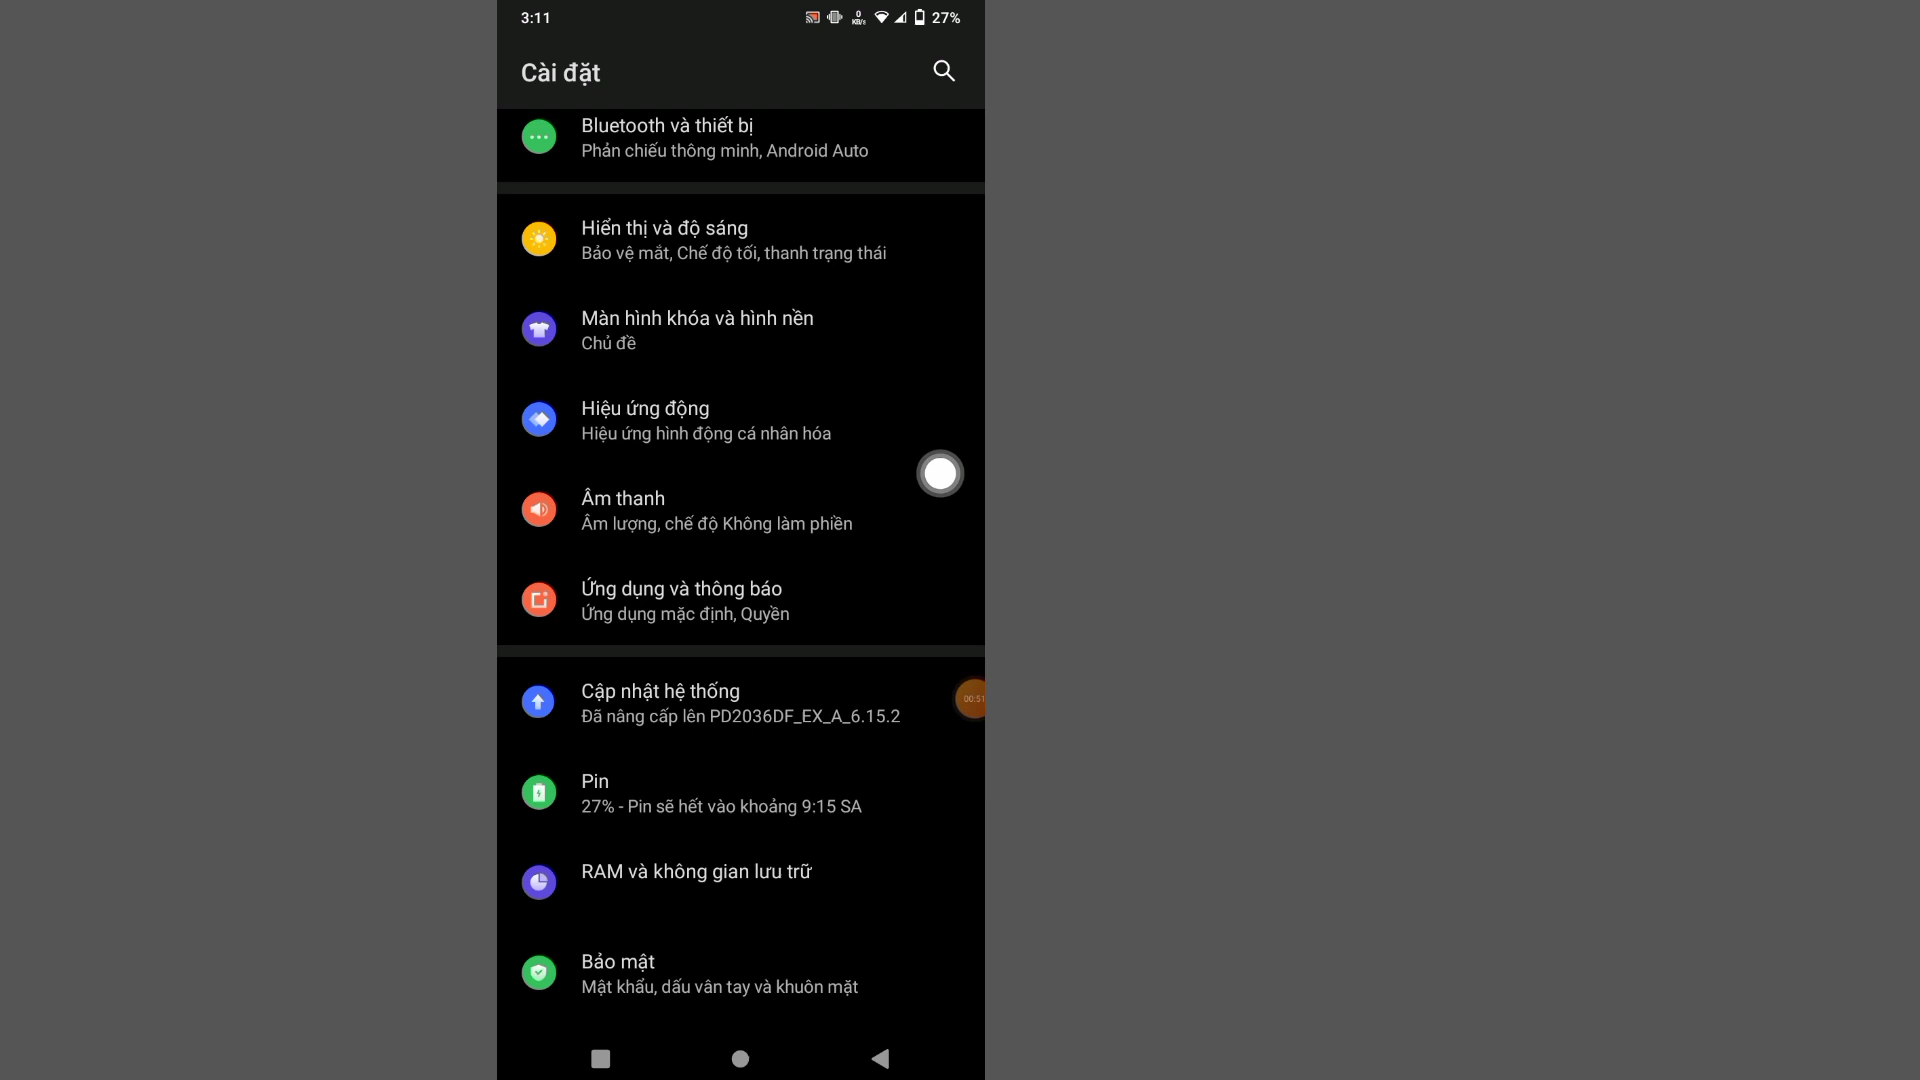 3:11
0
KB/s
27%
Cài đặt
Bluetooth và thiết bị
Phản chiếu thông minh, Android Auto
Hiển thị và độ sáng
Bảo vệ mắt, Chế độ tối, thanh trạng thái
Màn hình khóa và hình nền
Chủ đề
Hiệu ứng động
Hiệu ứng hình động cá nhân hóa
Âm thanh
Âm lượng, chế độ Không làm phiền
Ứng dụng và thông báo
Ứng dụng mặc định, Quyền
Cập nhật hệ thống
Đã nâng cấp lên PD2036DF_EX_A_6.15.2
00:51
Pin
27% - Pin sẽ hết vào khoảng 9:15 SA
RAM và không gian lưu trữ
Bảo mật
Mật khẩu, dấu vân tay và khuôn mặt